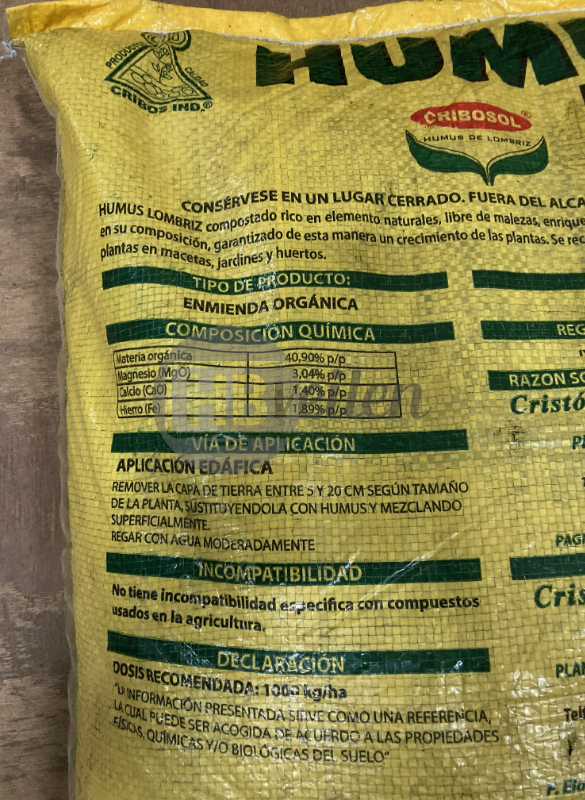 PRODUCTO
CALIDAD
CRIBOS IND.®
HUM
CRIBOSOL®
HUMUS DE LOMBRIZ
CONSÉRVESE EN UN LUGAR CERRADO. FUERA DEL ALCA
HUMUS LOMBRIZ compostado rico en elemento naturales, libre de malezas, enrique
en su composición, garantizado de esta manera un crecimiento de las plantas. Se rec
plantas en macetas, jardines y huertos.
TIPO DE PRODUCTO:
ENMIENDA ORGÁNICA
COMPOSICIÓN QUÍMICA
REG
Materia orgánica 40,90% p/p
Magnesio (MgO) 3,04% p/p
Calcio (CaO) 1,40% p/p
Hierro (Fe) 1,89% p/p
RAZON SO
Cristó
VÍA DE APLICACIÓN
APLICACIÓN EDÁFICA
REMOVER LA CAPA DE TIERRA ENTRE 5 Y 20 CM SEGÚN TAMAÑO
DE LA PLANTA, SUSTITUYENDOLA CON HUMUS Y MEZCLANDO
SUPERFICIALMENTE.
REGAR CON AGUA MODERADAMENTE
PAGI
INCOMPATIBILIDAD
No tiene incompatibilidad especifica con compuestos
usados en la agricultura.
Cris
DECLARACIÓN
DOSIS RECOMENDADA: 1000 kg/ha
"LA INFORMACIÓN PRESENTADA SIRVE COMO UNA REFERENCIA,
LA CUAL PUEDE SER ACOGIDA DE ACUERDO A LAS PROPIEDADES
FÍSICAS, QUÍMICAS Y/O BIOLÓGICAS DEL SUELO"
PLAN
Telf